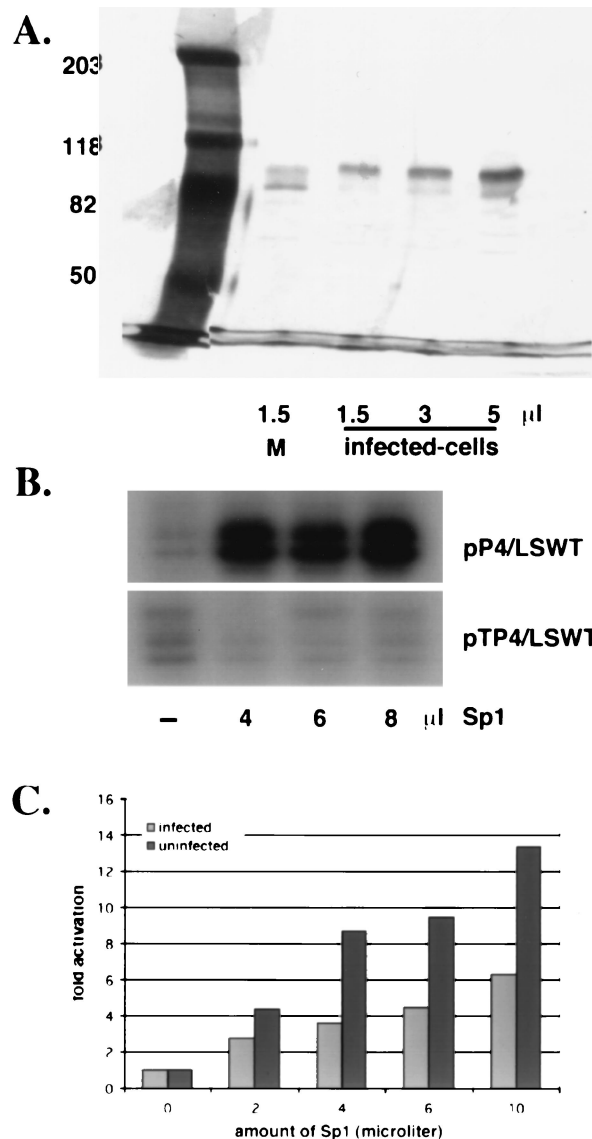 A.
203
118
82
50
1.5 1.5 3 5 µl
M infected-cells
B.
pP4/LSWT
pTP4/LSWT
– 4 6 8 µl Sp1
C.
16
14
12
10
8
6
4
2
0
fold activation
infected
uninfected
0 2 4 6 10
amount of Sp1 (microliter)